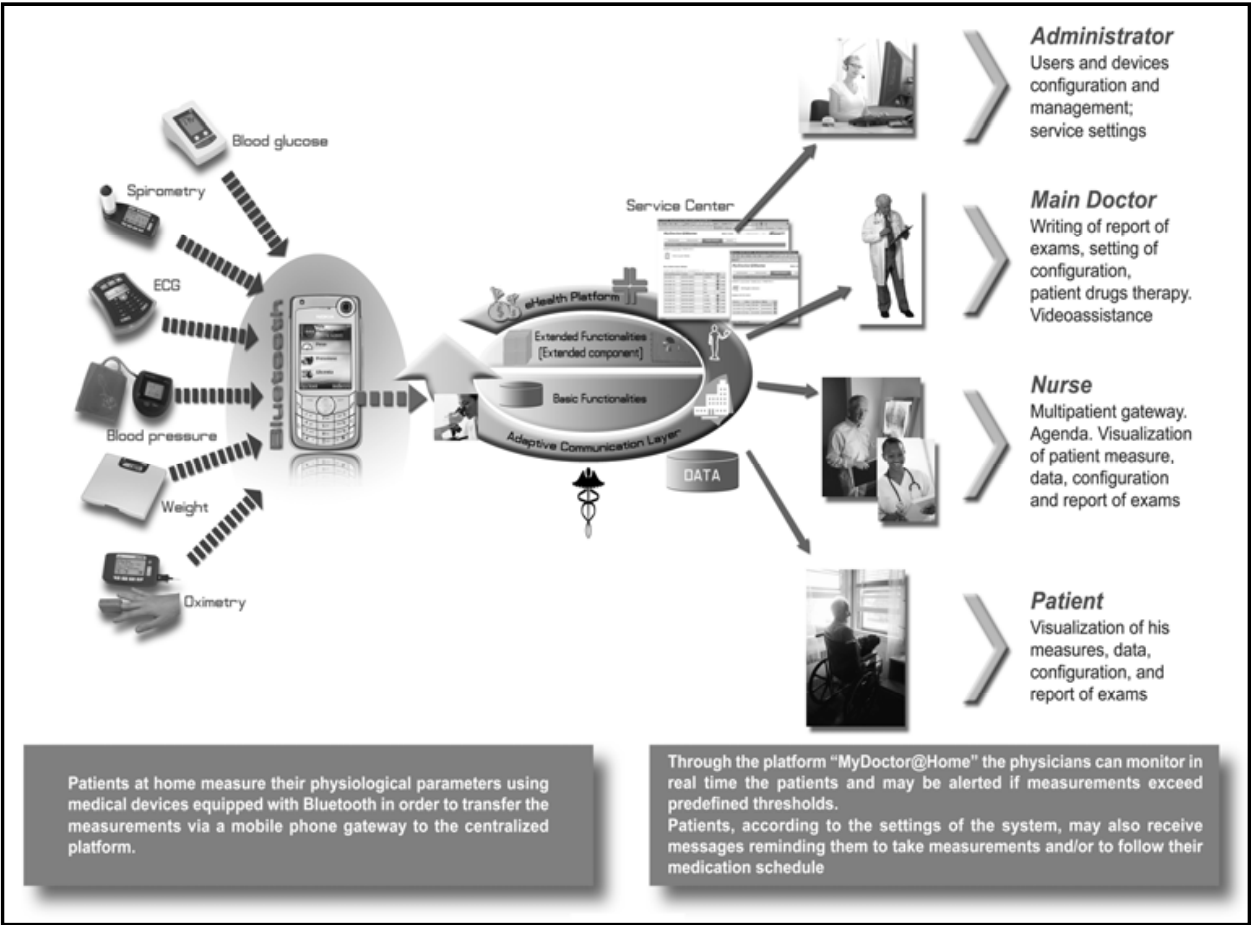 Blood glucose
Spirometry
ECG
Blood pressure
Weight
Oximetry
Bluetooth
NOKIA
eHealth Platform
Extended Functionalities
[Extended component]
Basic Functionalities
Adaptive Communication Layer
Service Center
DATA
Administrator
Users and devices
configuration and
management;
service settings
Main Doctor
Writing of report of
exams, setting of
configuration,
patient drugs therapy.
Videoassistance
Nurse
Multipatient gateway.
Agenda. Visualization
of patient measure,
data, configuration
and report of exams
Patient
Visualization of his
measures, data,
configuration, and
report of exams
Patients at home measure their physiological parameters using
medical devices equipped with Bluetooth in order to transfer the
measurements via a mobile phone gateway to the centralized
platform.
Through the platform “MyDoctor@Home” the physicians can monitor in
real time the patients and may be alerted if measurements exceed
predefined thresholds.
Patients, according to the settings of the system, may also receive
messages reminding them to take measurements and/or to follow their
medication schedule